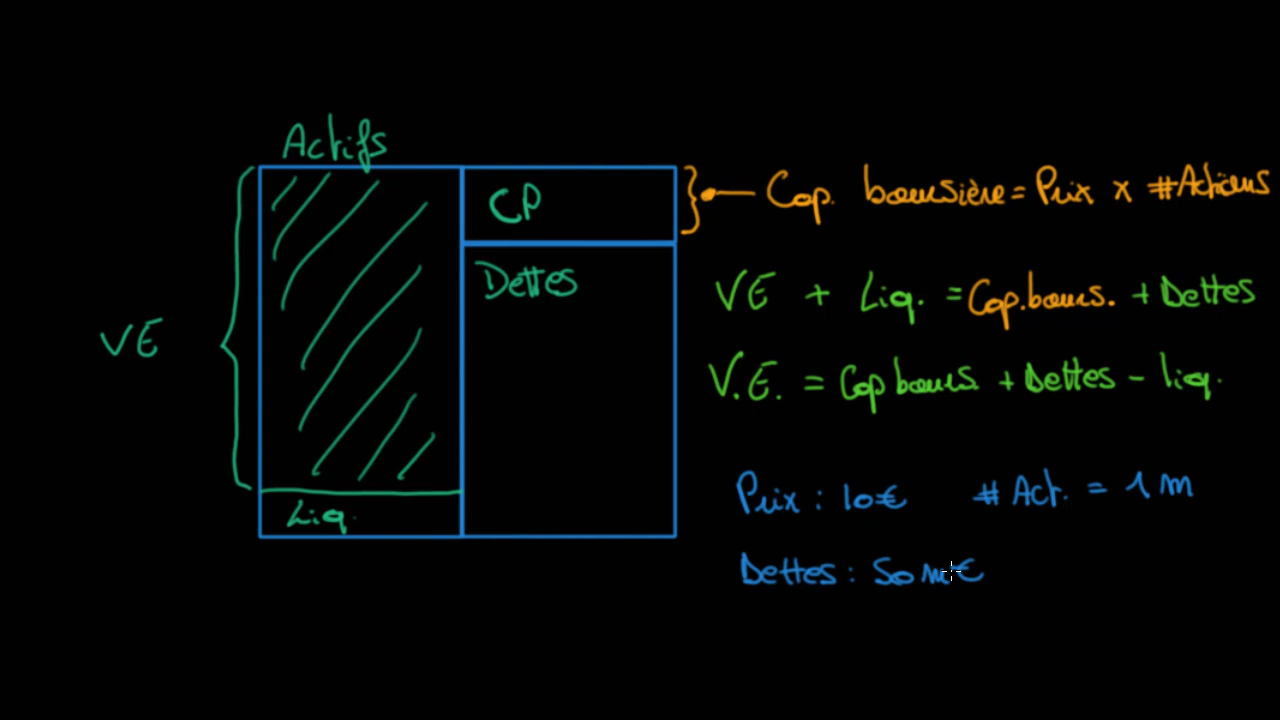 Actifs
CP
Cap. boursière = Prix x #Actions
Dettes
VE + Liq. = Cap.bours. + Dettes
VE
V.E. = Cap bours + Dettes - liq.
Prix : 10€ # Act. = 1 m
Liq.
Dettes : 50 m€